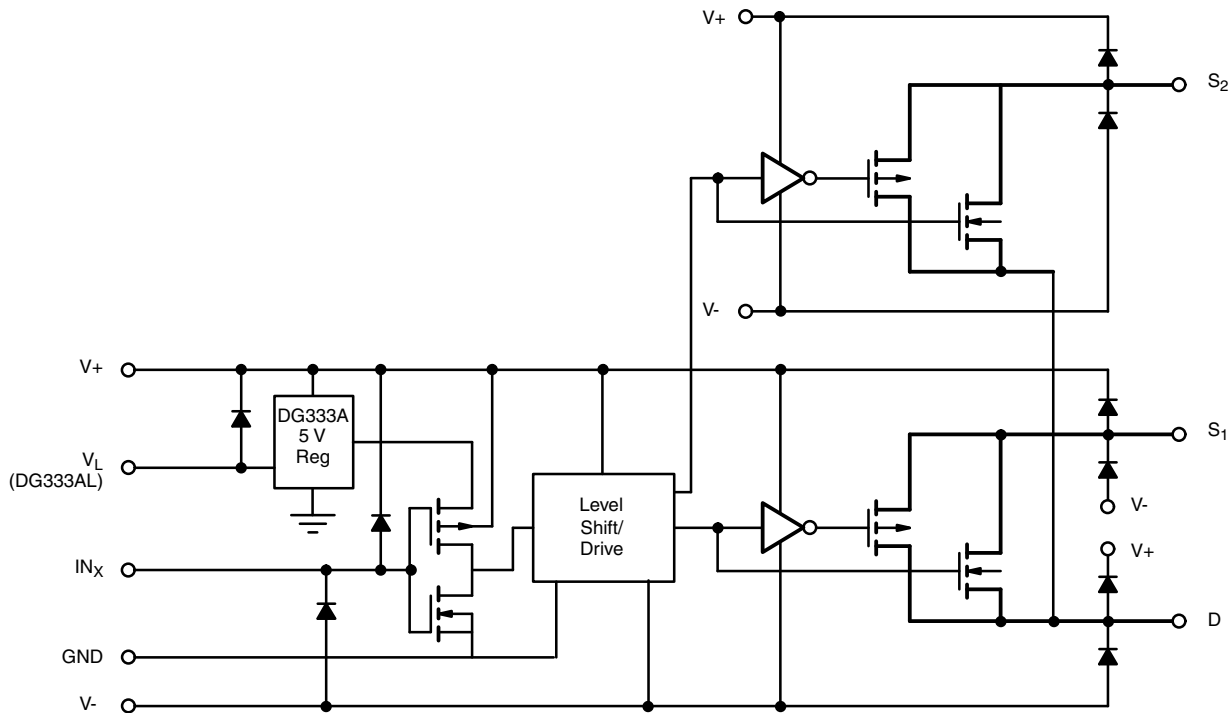 V+
S2
V-
V+
DG333A
5 V
Reg
S1
VL
(DG333AL)
Level
Shift/
Drive
V-
V+
INX
D
GND
V-